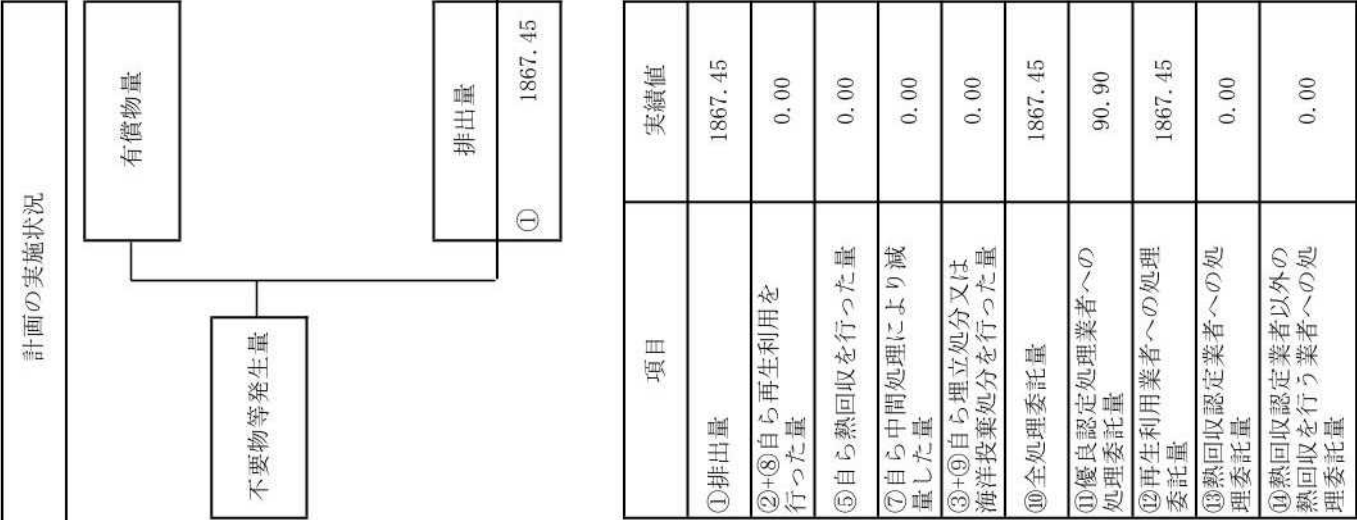 計画の実施状況
有償物量
不要物等発生量
排出量
① 1867.45
項目 実績値
①排出量 1867.45
②+⑧自ら再生利用を
行った量 0.00
⑤自ら熱回収を行った量 0.00
⑦自ら中間処理により減
量した量 0.00
③+⑨自ら埋立処分又は
海洋投棄処分を行った量 0.00
⑩全処理委託量 1867.45
⑪優良認定処理業者への
処理委託量 90.90
⑫再生利用業者への処理
委託量 1867.45
⑬熱回収認定業者への処
理委託量 0.00
⑭熱回収認定業者以外の
熱回収を行う業者への処
理委託量 0.00